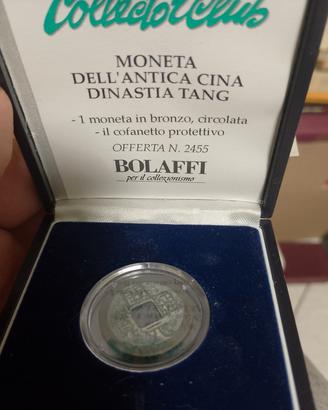 Collector Club
MONETA
DELL'ANTICA CINA
DINASTIA TANG
- 1 moneta in bronzo, circolata
- il cofanetto protettivo
OFFERTA N. 2455
BOLAFFI
per il collezionismo